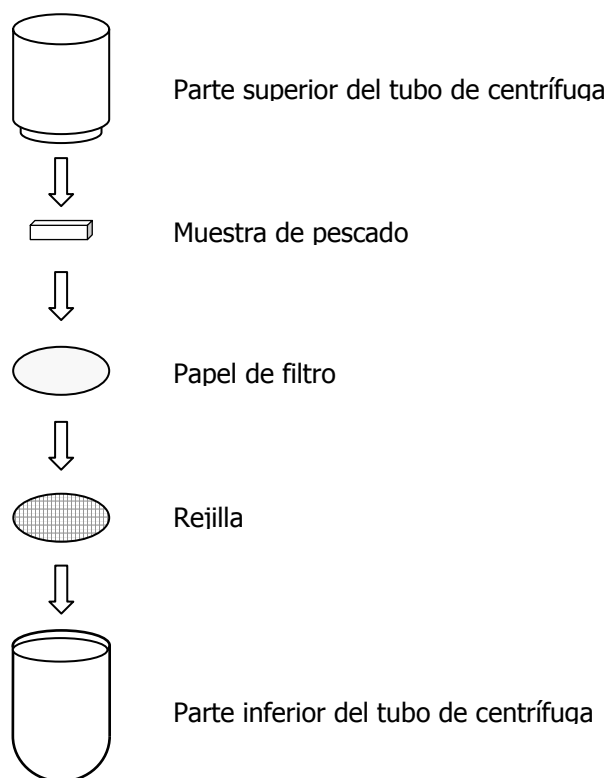 Parte superior del tubo de centrífuga
Muestra de pescado
Papel de filtro
Rejilla
Parte inferior del tubo de centrífuga